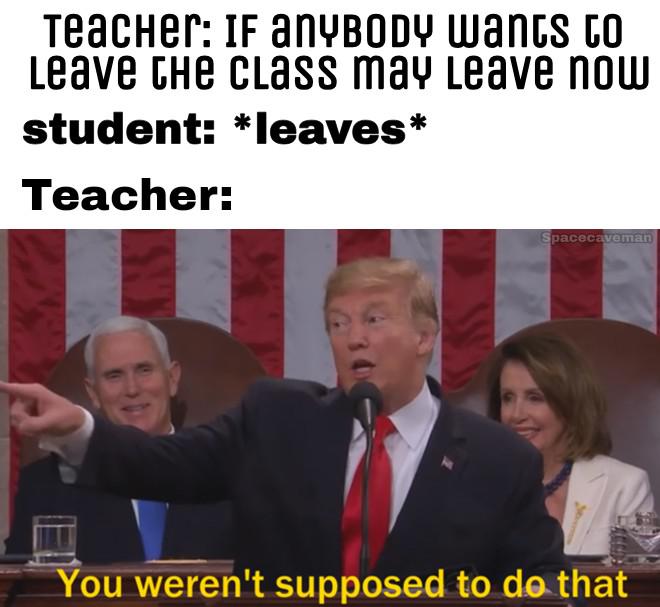 Teacher: IF anyBODY wants to
Leave the class may Leave now
student: *leaves*
Teacher:
Spacecaveman
You weren't supposed to do that